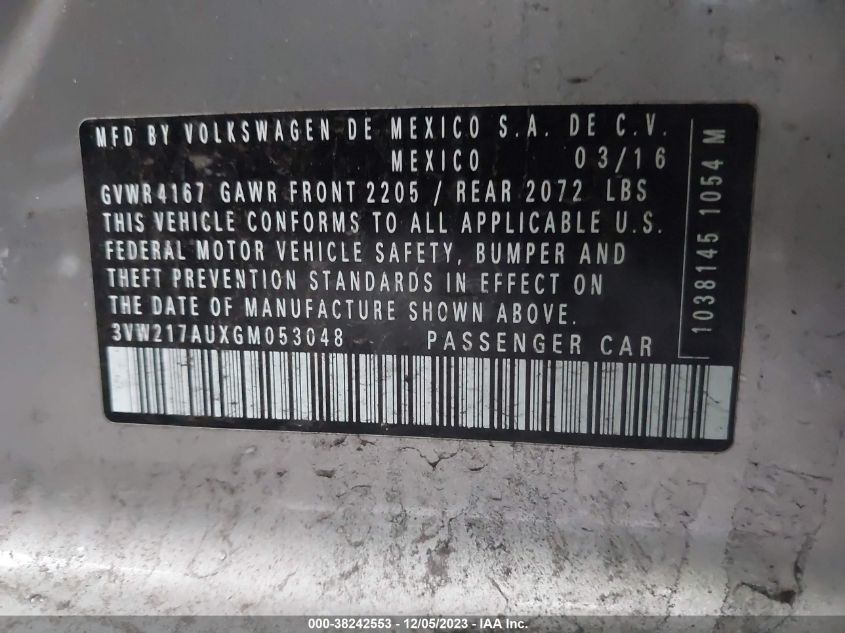 MFD BY VOLKSWAGEN DE MEXICO S.A. DE C.V.
MEXICO 03/16
GVWR4167 GAWR FRONT 2205 / REAR 2072 LBS
THIS VEHICLE CONFORMS TO ALL APPLICABLE U.S.
FEDERAL MOTOR VEHICLE SAFETY, BUMPER AND
THEFT PREVENTION STANDARDS IN EFFECT ON
THE DATE OF MANUFACTURE SHOWN ABOVE.
3VW217AUXGM053048 PASSENGER CAR
1038145 1054 M
000-38242553 - 12/05/2023 - IAA Inc.